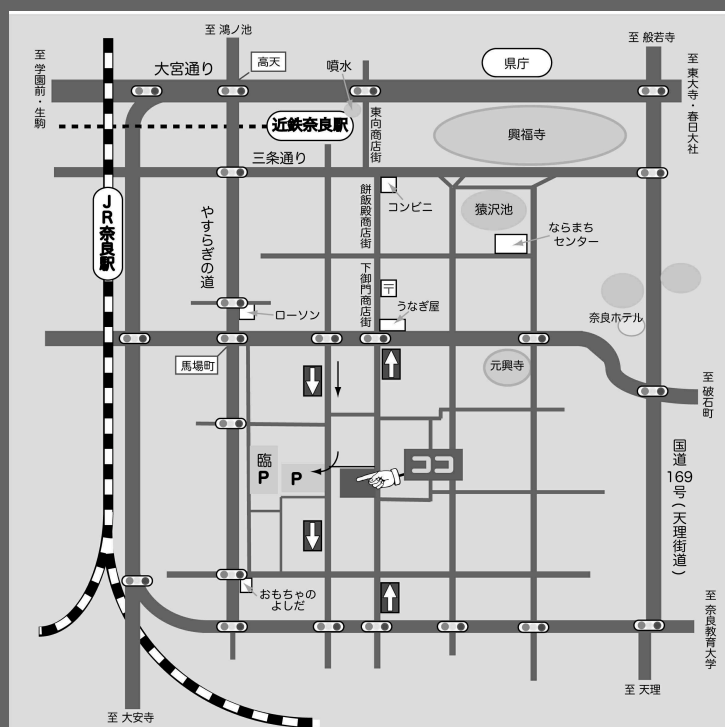 至 鴻ノ池
至 般若寺
至 学園前・生駒
大宮通り
高天
噴水
県庁
至 東大寺・春日大社
近鉄奈良駅
東向商店街
興福寺
三条通り
JR奈良駅
やすらぎの道
餅飯殿商店街
コンビニ
猿沢池
ならまち
センター
下御門商店街
〒
うなぎ屋
ローソン
奈良ホテル
馬場町
元興寺
至 破石町
臨
P
P
ココ
国道169号(天理街道)
おもちゃの
よしだ
至 奈良教育大学
至 天理
至 大安寺